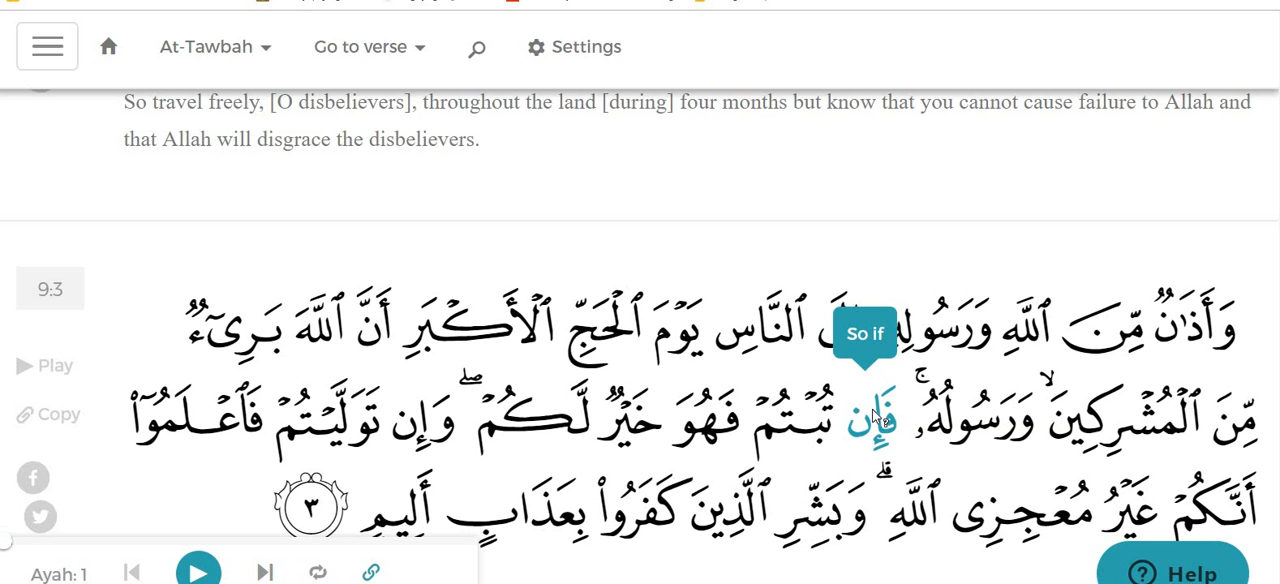 At-Tawbah Go to verse Settings
So travel freely, [O disbelievers], throughout the land [during] four months but know that you cannot cause failure to Allah and
that Allah will disgrace the disbelievers.
9:3
وَأَذَٰنٌ مِّنَ ٱللَّهِ وَرَسُولِهِ ٱلنَّاسِ يَوْمَ ٱلْحَجِّ ٱلْأَكْبَرِ أَنَّ ٱللَّهَ بَرِىٓءٌ
So if
Play
مِّنَ ٱلْمُشْرِكِينَ ۙ وَرَسُولُهُۥ ۚ فَإِن تُبْتُمْ فَهُوَ خَيْرٌ لَّكُمْ ۖ وَإِن تَوَلَّيْتُمْ فَٱعْلَمُوٓا۟
Copy
أَنَّكُمْ غَيْرُ مُعْجِزِى ٱللَّهِ ۗ وَبَشِّرِ ٱلَّذِينَ كَفَرُوا۟ بِعَذَابٍ أَلِيمٍ ٣
Ayah: 1
Help